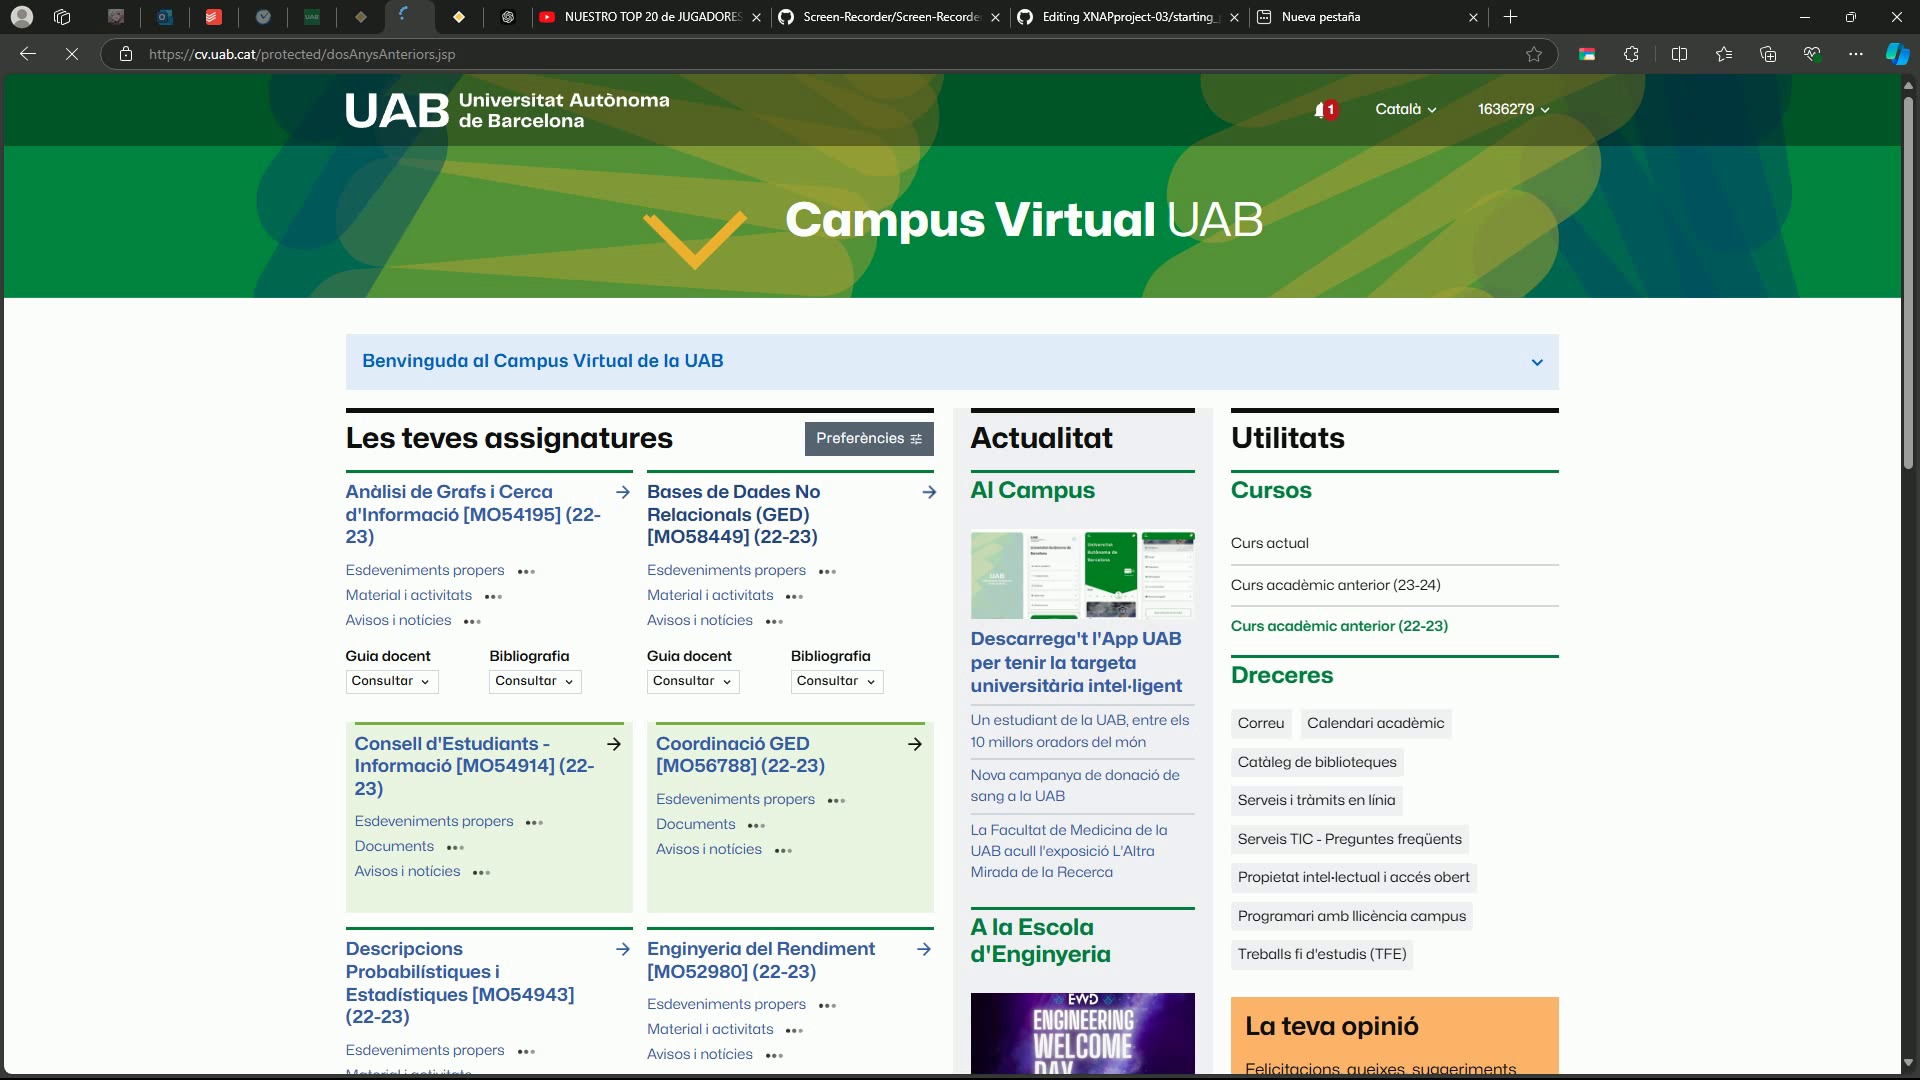 NUESTRO TOP 20 de JUGADORES
Screen-Recorder/Screen-Recorde
Editing XNAPproject-03/starting_
Nueva pestaña
https://cv.uab.cat/protected/dosAnysAnteriors.jsp
UAB Universitat Autònoma
de Barcelona
1
Català
1636279
Campus Virtual UAB
Benvinguda al Campus Virtual de la UAB
Les teves assignatures
Preferències
Anàlisi de Grafs i Cerca
d'Informació [MO54195] (22-
23)
Esdeveniments propers
Material i activitats
Avisos i notícies
Guia docent
Bibliografia
Consultar
Consultar
Bases de Dades No
Relacionals (GED)
[MO58449] (22-23)
Esdeveniments propers
Material i activitats
Avisos i notícies
Guia docent
Bibliografia
Consultar
Consultar
Consell d'Estudiants -
Informació [MO54914] (22-
23)
Esdeveniments propers
Documents
Avisos i notícies
Coordinació GED
[MO56788] (22-23)
Esdeveniments propers
Documents
Avisos i notícies
Descripcions
Probabilístiques i
Estadístiques [MO54943]
(22-23)
Esdeveniments propers
Material i activitats
Enginyeria del Rendiment
[MO52980] (22-23)
Esdeveniments propers
Material i activitats
Avisos i notícies
Actualitat
Al Campus
Descarrega't l'App UAB
per tenir la targeta
universitària intel·ligent
Un estudiant de la UAB, entre els
10 millors oradors del món
Nova campanya de donació de
sang a la UAB
La Facultat de Medicina de la
UAB acull l'exposició L'Altra
Mirada de la Recerca
A la Escola
d'Enginyeria
EWD
ENGINEERING
WELCOME
DAY
Utilitats
Cursos
Curs actual
Curs acadèmic anterior (23-24)
Curs acadèmic anterior (22-23)
Dreceres
Correu
Calendari acadèmic
Catàleg de biblioteques
Serveis i tràmits en línia
Serveis TIC - Preguntes freqüents
Propietat intel·lectual i accés obert
Programari amb llicència campus
Treballs fi d'estudis (TFE)
La teva opinió
Felicitacions, queixes, suggeriments